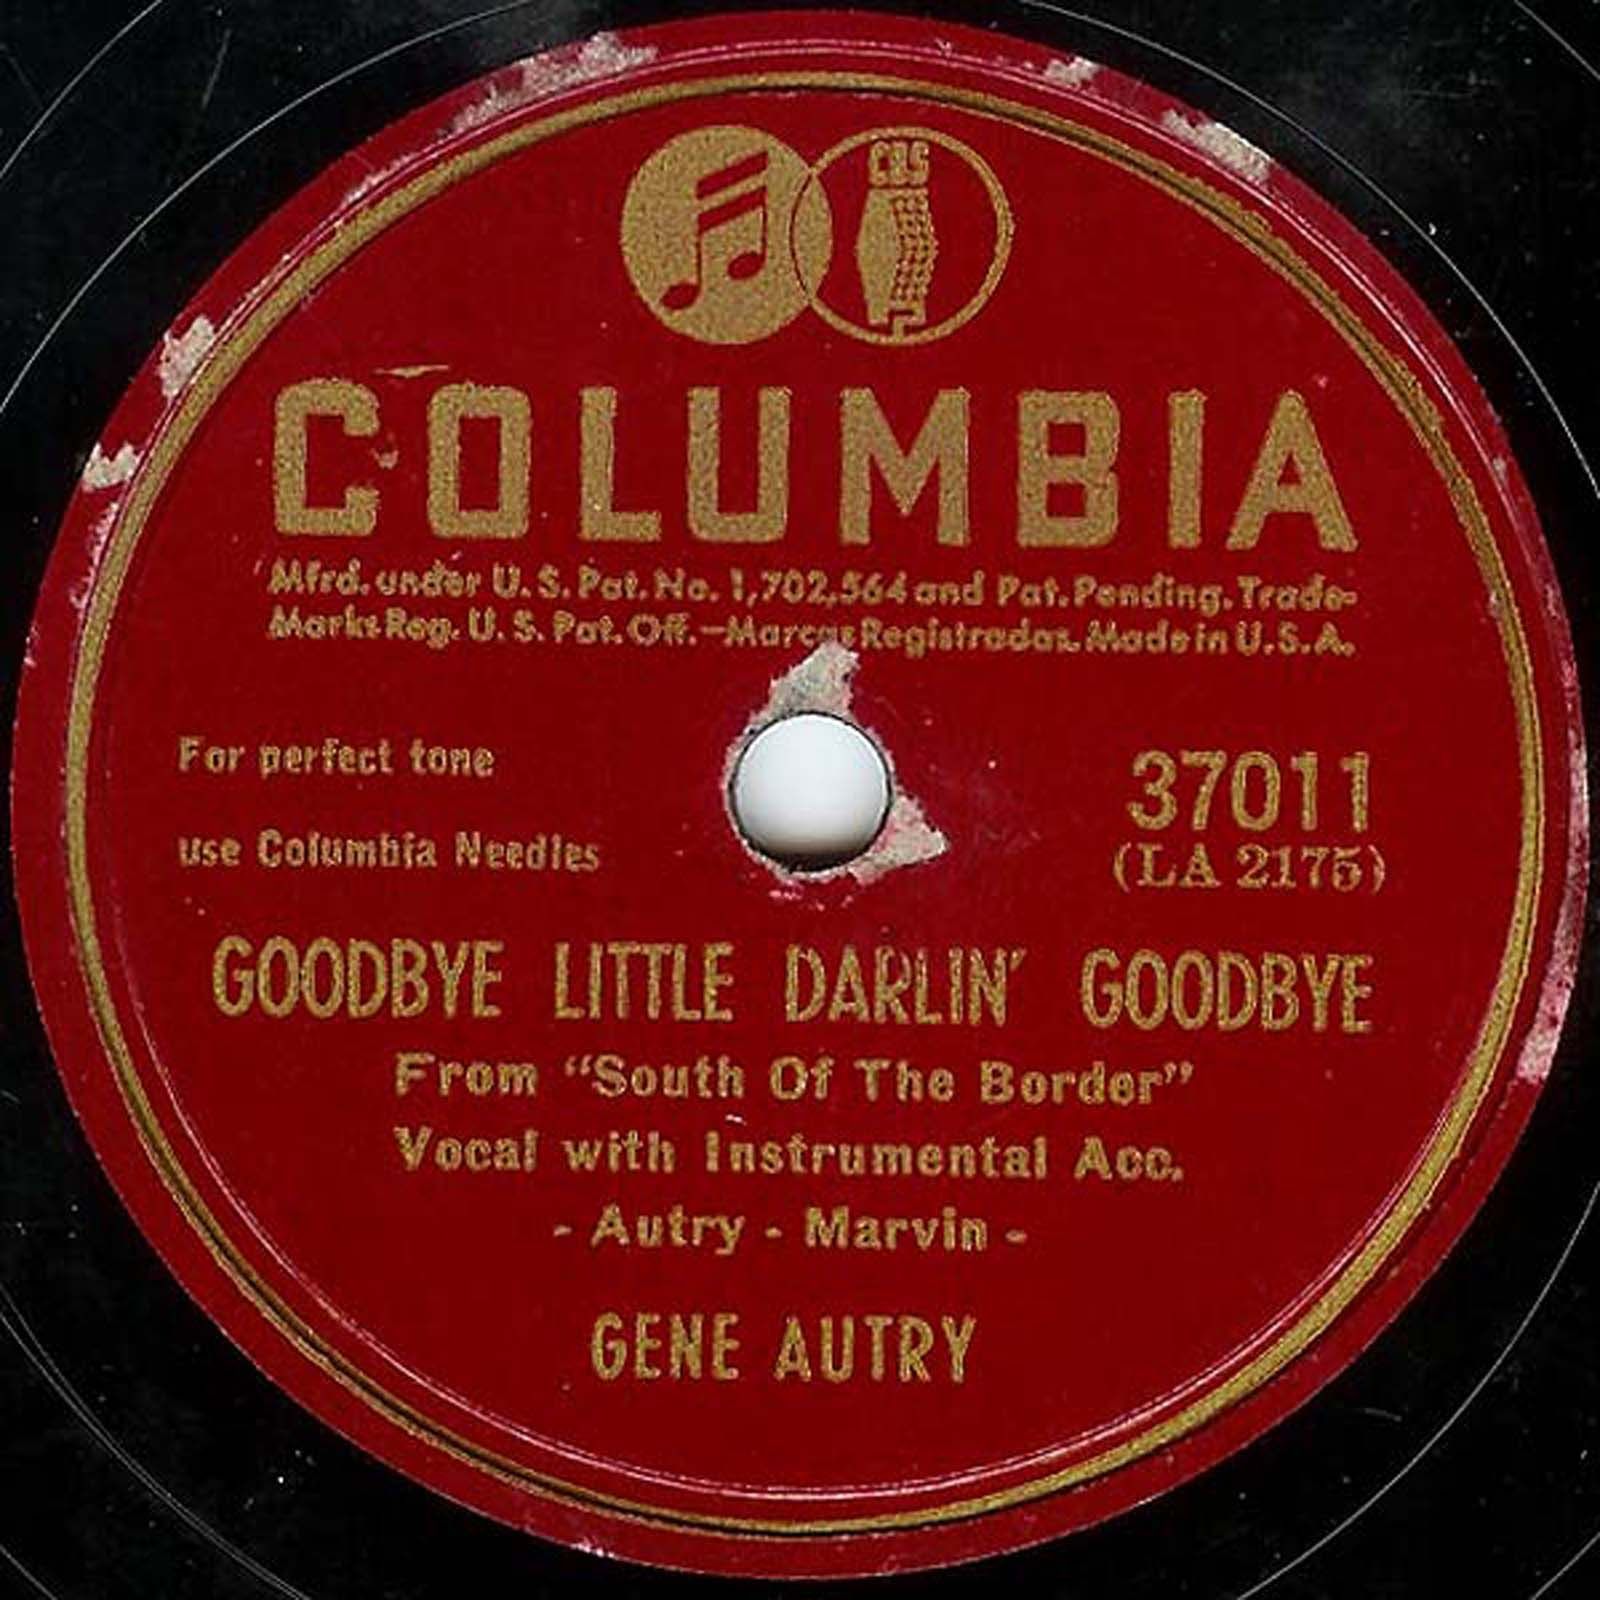 CBS
COLUMBIA
Mfrd. under U. S. Pat. No. 1,702,564 and Pat. Pending. Trade-
Marks Reg. U. S. Pat. Off.—Marcas Registradas. Made in U.S.A.
For perfect tone
use Columbia Needles
37011
(LA 2175)
GOODBYE LITTLE DARLIN' GOODBYE
From "South Of The Border"
Vocal with Instrumental Acc.
- Autry - Marvin -
GENE AUTRY